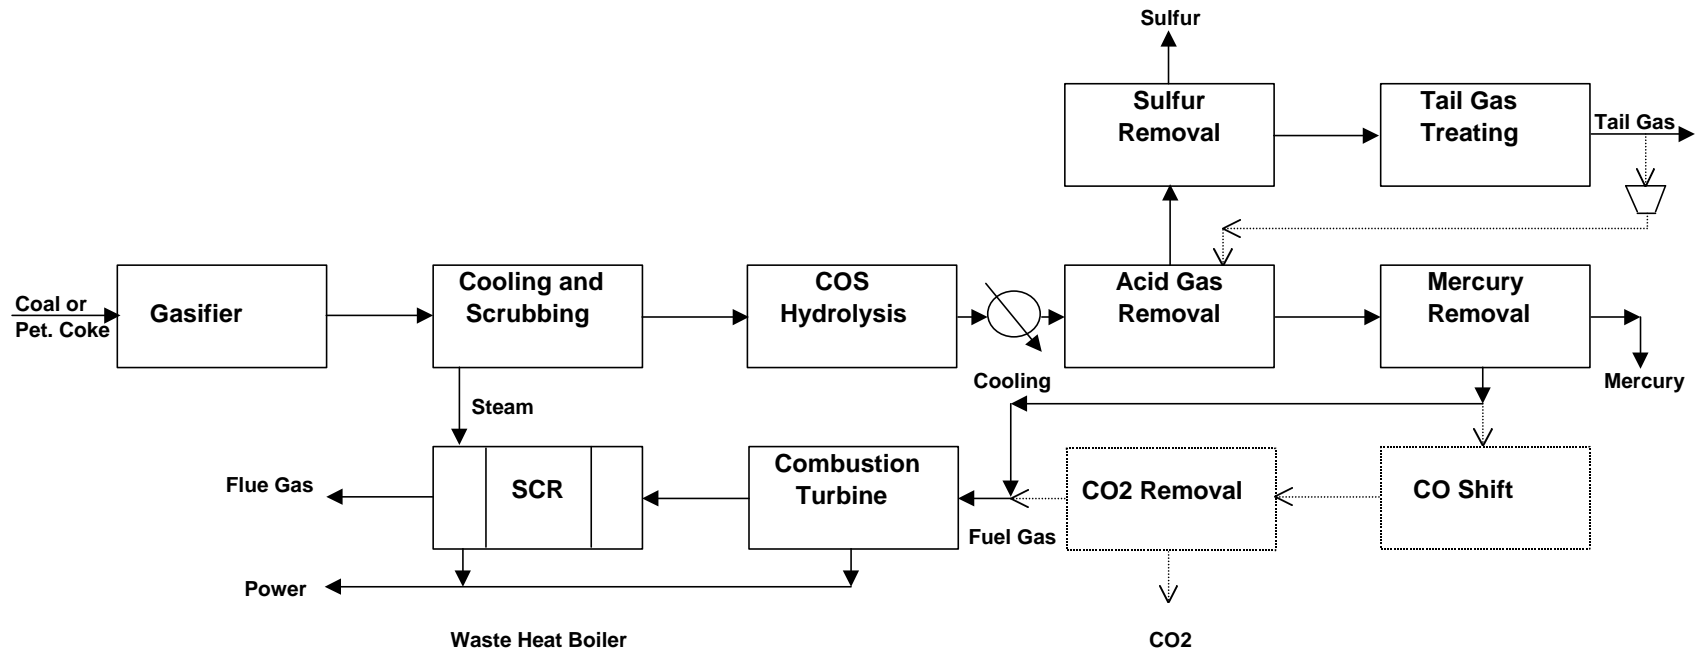 Sulfur
Sulfur
Removal
Tail Gas
Treating
Tail Gas
Coal or
Pet. Coke
Gasifier
Cooling and
Scrubbing
COS
Hydrolysis
Acid Gas
Removal
Mercury
Removal
Cooling
Mercury
Steam
Flue Gas
SCR
Combustion
Turbine
Fuel Gas
CO2 Removal
CO Shift
Power
Waste Heat Boiler
CO2